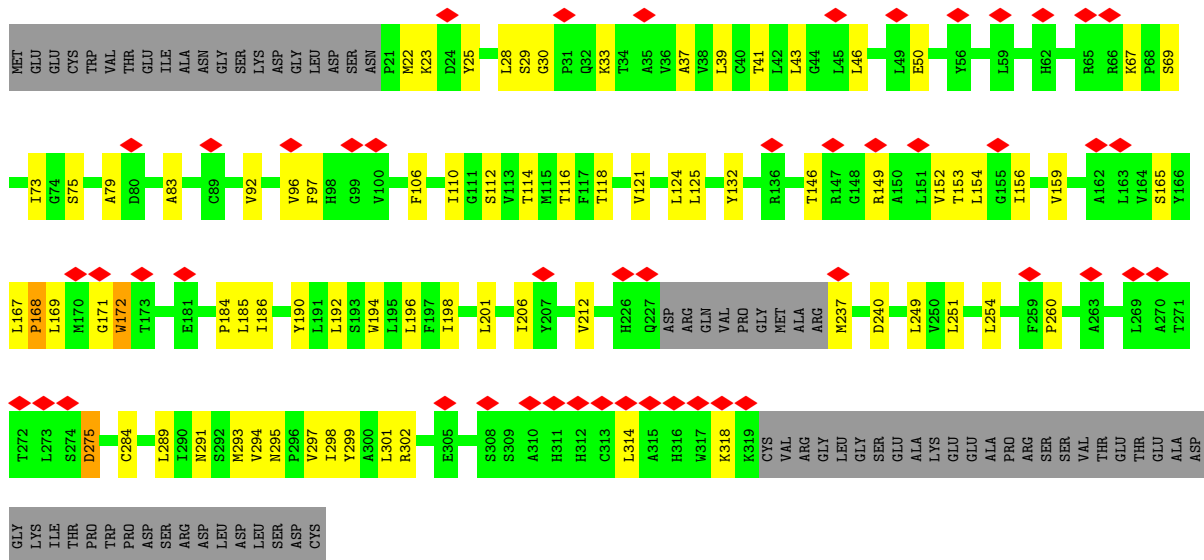 MET GLU GLU CYS TRP VAL THR GLU ILE ALA ASN GLY SER LYS ASP GLY LEU ASP SER ASN P21 M22 K23 D24 Y25 L28 S29 G30 P31 Q32 K33 T34 A35 V36 A37 V38 L39 C40 T41 L42 L43 G44 L45 L46 L49 E50 Y56 L59 H62 R65 R66 K67 P68 S69
I73 G74 S75 A79 D80 A83 C89 V92 V96 F97 H98 G99 V100 F106 I110 G111 S112 V113 T114 M115 T116 F117 T118 V121 L124 L125 Y132 R136 T146 R147 G148 R149 A150 L151 V152 T153 L154 G155 I156 V159 A162 L163 V164 S165 Y166
L167 P168 L169 M170 G171 W172 T173 E181 P184 L185 I186 Y190 L191 L192 S193 W194 L195 L196 F197 I198 L201 I206 Y207 V212 H226 Q227 ASP ARG GLN VAL PRO GLY MET ALA ARG M237 D240 L249 V250 L251 L254 F259 P260 A263 L269 A270 T271
T272 L273 S274 D275 C284 L289 I290 N291 S292 M293 V294 N295 P296 V297 I298 Y299 A300 L301 R302 E305 S308 S309 A310 H311 H312 C313 L314 A315 H316 W317 K318 K319 CYS VAL ARG GLY LEU GLY SER GLU ALA LYS GLU GLU ALA PRO ARG SER SER VAL THR GLU THR GLU ALA ASP
GLY LYS ILE THR PRO TRP PRO ASP SER ARG ASP LEU ASP LEU SER ASP CYS